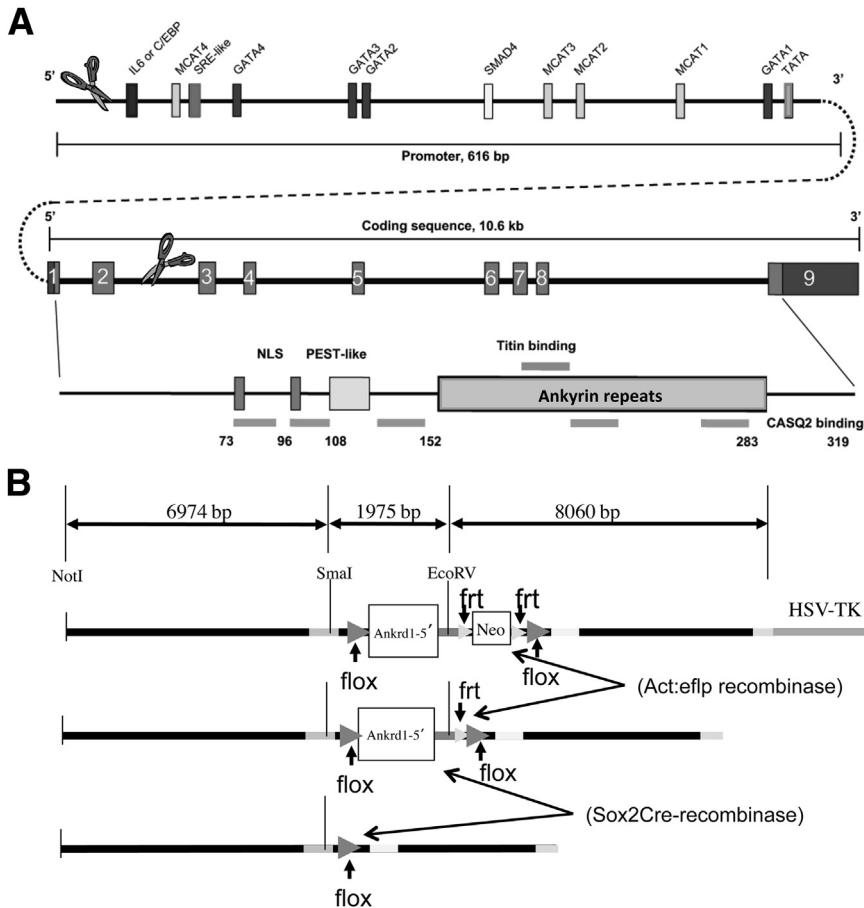 A
IL6 or C/EBP
MCAT4
SRE-like
GATA4
GATA3
GATA2
SMAD4
MCAT3
MCAT2
MCAT1
GATA1
TATA
5' 3'
Promoter, 616 bp
5' 3'
Coding sequence, 10.6 kb
1 2 3 4 5 6 7 8 9
NLS PEST-like Titin binding
Ankyrin repeats
CASQ2 binding
73 96 108 152 283 319
B
6974 bp 1975 bp 8060 bp
NotI SmaI EcoRV
frt frt HSV-TK
Ankrd1-5′ Neo
flox flox
(Act:eflp recombinase)
frt
Ankrd1-5′
flox flox
(Sox2Cre-recombinase)
flox